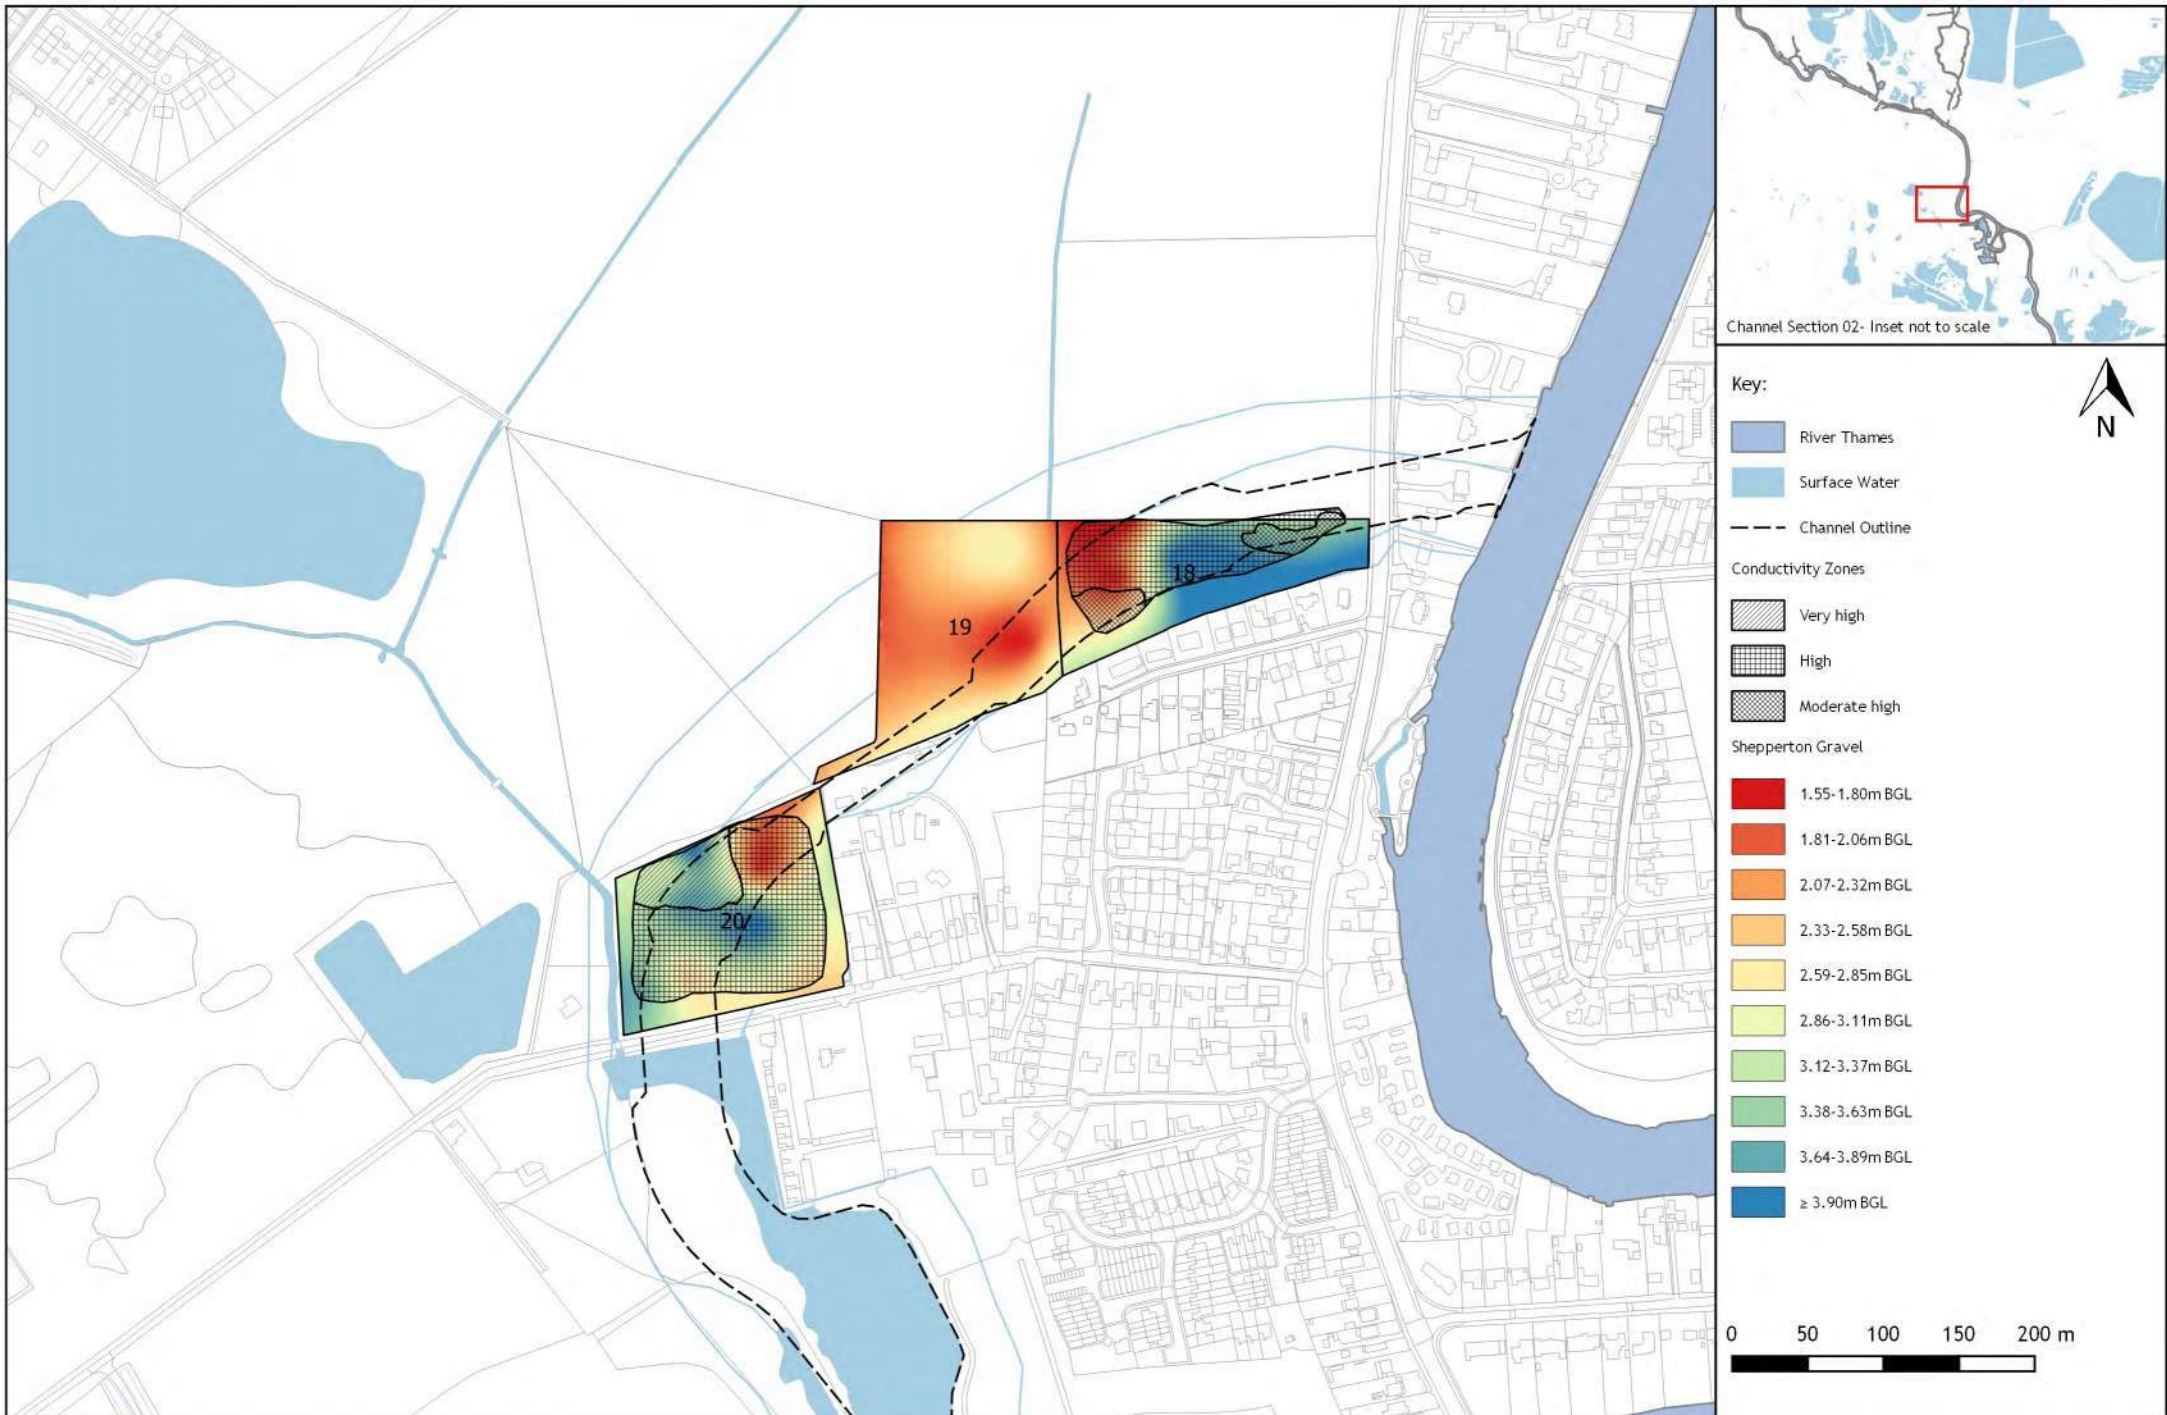 Channel Section 02- Inset not to scale
Key:
N
River Thames
Surface Water
Channel Outline
Conductivity Zones
Very high
High
Moderate high
Shepperton Gravel
1.55-1.80m BGL
1.81-2.06m BGL
2.07-2.32m BGL
2.33-2.58m BGL
2.59-2.85m BGL
2.86-3.11m BGL
3.12-3.37m BGL
3.38-3.63m BGL
3.64-3.89m BGL
≥ 3.90m BGL
0 50 100 150 200 m
18
19
20